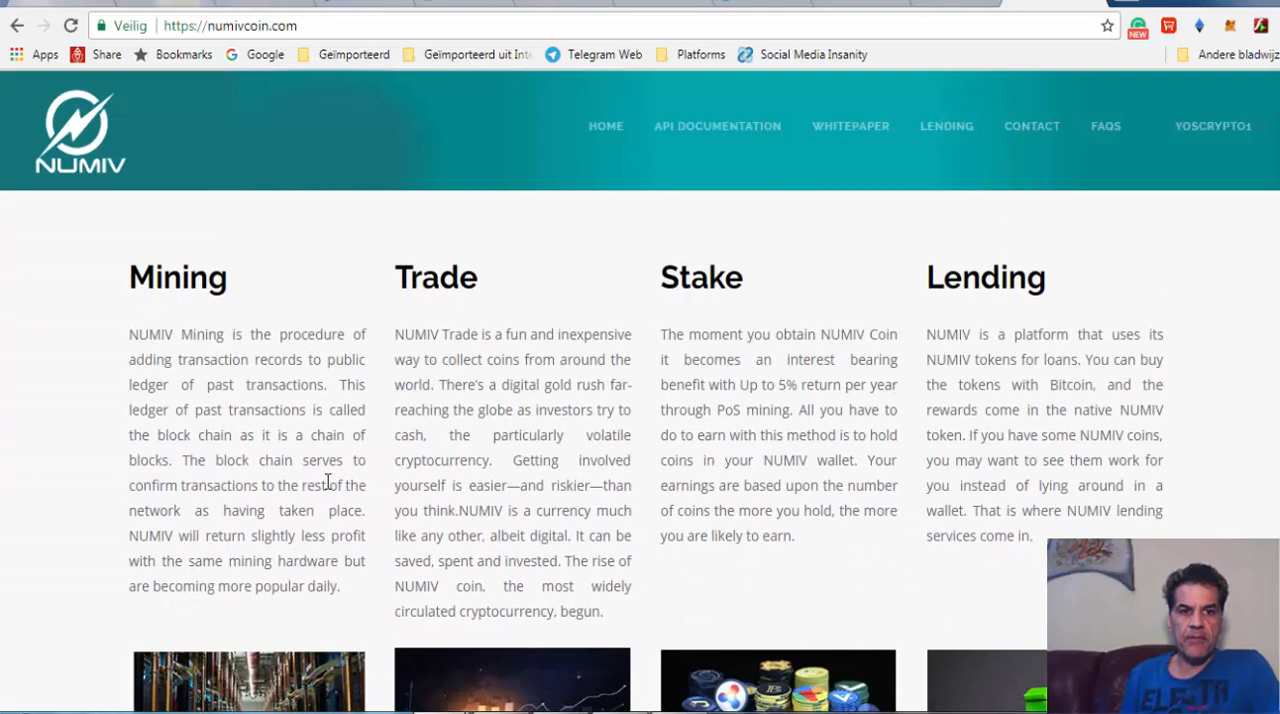 Veilig
https://numivcoin.com
NEW
Apps
Share
Bookmarks
Google
Geïmporteerd
Geïmporteerd uit Inte
Telegram Web
Platforms
Social Media Insanity
Andere bladwijz
NUMIV
HOME
API DOCUMENTATION
WHITEPAPER
LENDING
CONTACT
FAQS
YOSCRYPTO1
Mining
NUMIV Mining is the procedure of
adding transaction records to public
ledger of past transactions. This
ledger of past transactions is called
the block chain as it is a chain of
blocks. The block chain serves to
confirm transactions to the rest of the
network as having taken place.
NUMIV will return slightly less profit
with the same mining hardware but
are becoming more popular daily.
Trade
NUMIV Trade is a fun and inexpensive
way to collect coins from around the
world. There's a digital gold rush far-
reaching the globe as investors try to
cash, the particularly volatile
cryptocurrency. Getting involved
yourself is easier—and riskier—than
you think.NUMIV is a currency much
like any other, albeit digital. It can be
saved, spent and invested. The rise of
NUMIV coin, the most widely
circulated cryptocurrency, begun.
Stake
The moment you obtain NUMIV Coin
it becomes an interest bearing
benefit with Up to 5% return per year
through PoS mining. All you have to
do to earn with this method is to hold
coins in your NUMIV wallet. Your
earnings are based upon the number
of coins the more you hold, the more
you are likely to earn.
Lending
NUMIV is a platform that uses its
NUMIV tokens for loans. You can buy
the tokens with Bitcoin, and the
rewards come in the native NUMIV
token. If you have some NUMIV coins,
you may want to see them work for
you instead of lying around in a
wallet. That is where NUMIV lending
services come in.